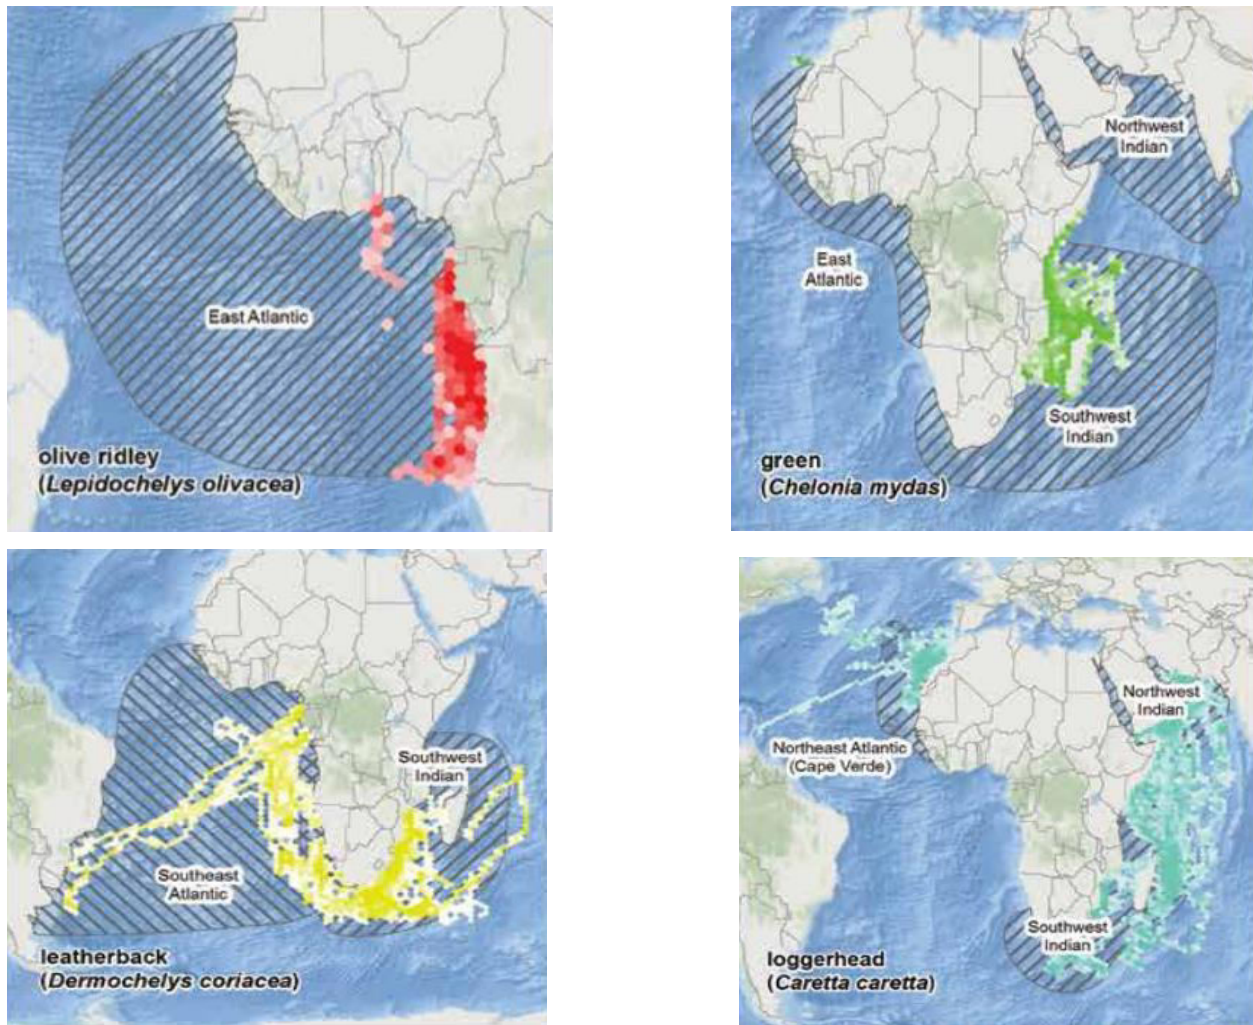 East Atlantic
olive ridley
(Lepidochelys olivacea)
Northwest
Indian
East
Atlantic
Southwest
Indian
green
(Chelonia mydas)
Southwest
Indian
Southeast
Atlantic
leatherback
(Dermochelys coriacea)
Northwest
Indian
Northeast Atlantic
(Cape Verde)
Southwest
Indian
loggerhead
(Caretta caretta)